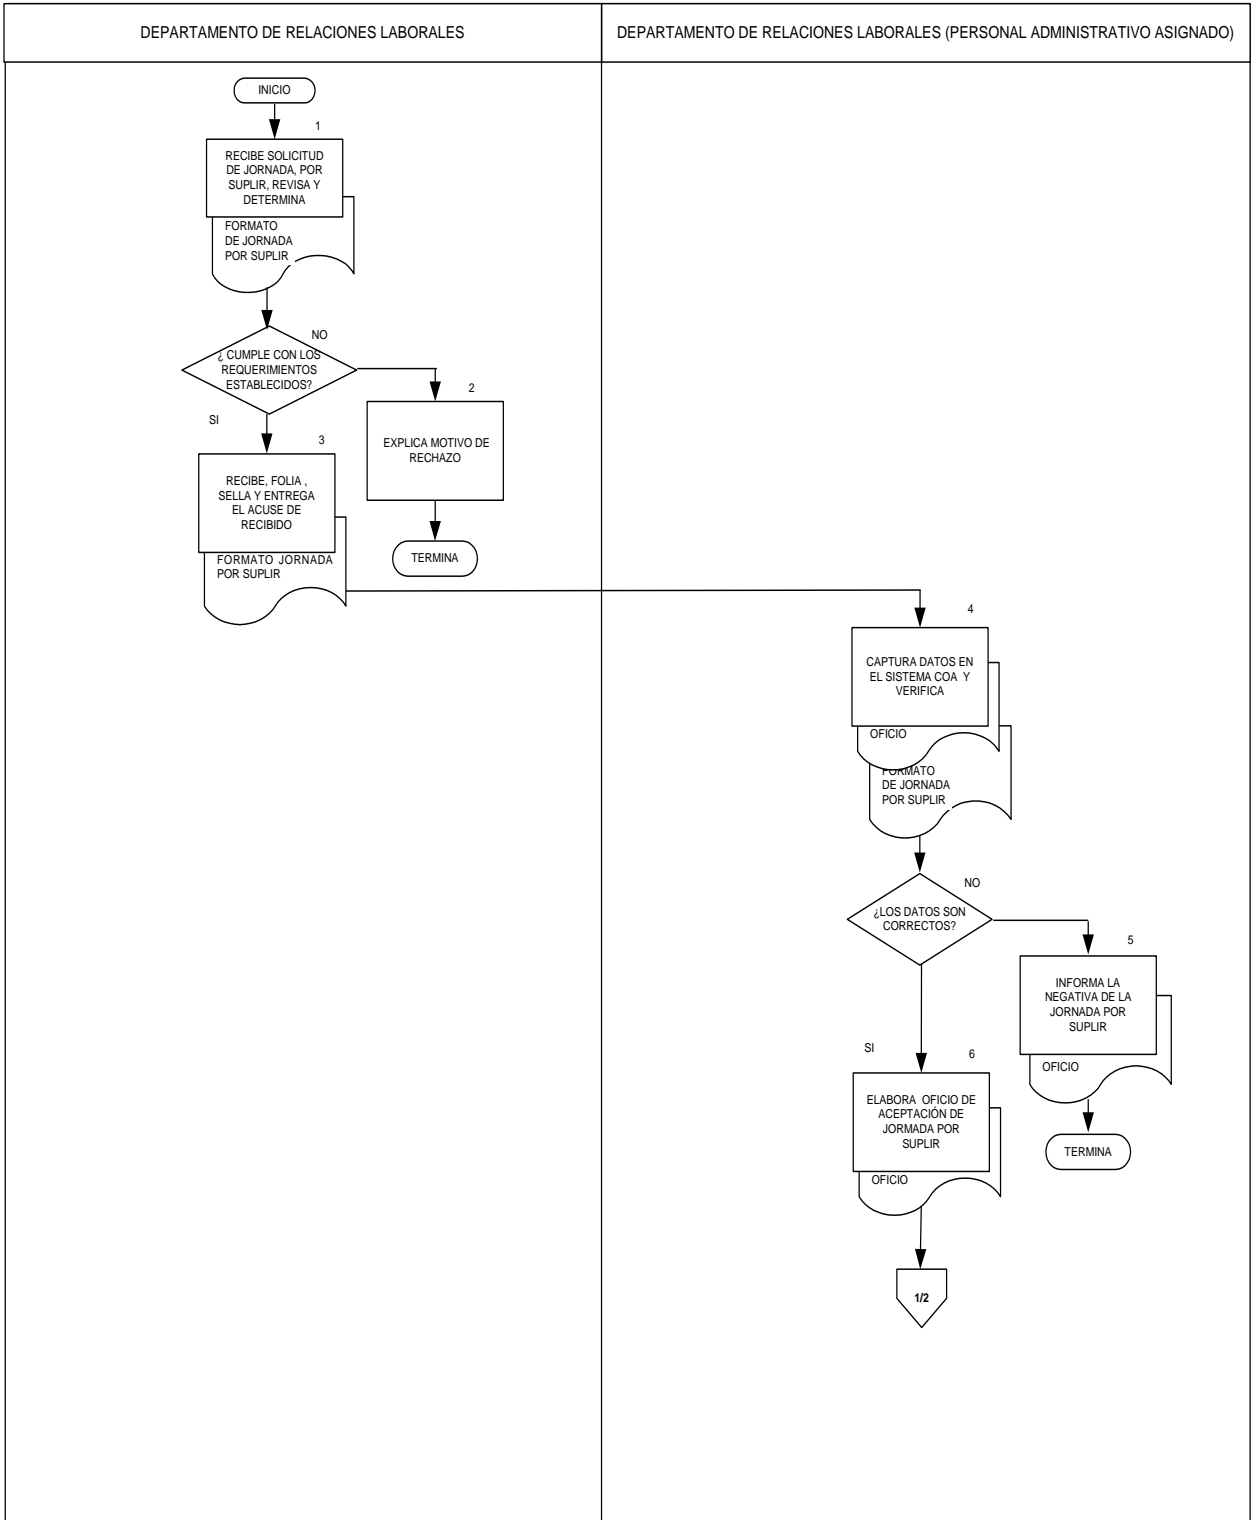 DEPARTAMENTO DE RELACIONES LABORALES
DEPARTAMENTO DE RELACIONES LABORALES (PERSONAL ADMINISTRATIVO ASIGNADO)
INICIO
1
RECIBE SOLICITUD
DE JORNADA, POR
SUPLIR, REVISA Y
DETERMINA
FORMATO
DE JORNADA
POR SUPLIR
NO
¿ CUMPLE CON LOS
REQUERIMIENTOS
ESTABLECIDOS?
2
EXPLICA MOTIVO DE
RECHAZO
TERMINA
SI
3
RECIBE, FOLIA ,
SELLA Y ENTREGA
EL ACUSE DE
RECIBIDO
FORMATO JORNADA
POR SUPLIR
4
CAPTURA DATOS EN
EL SISTEMA COA Y
VERIFICA
OFICIO
FORMATO
DE JORNADA
POR SUPLIR
NO
¿LOS DATOS SON
CORRECTOS?
5
INFORMA LA
NEGATIVA DE LA
JORNADA POR
SUPLIR
OFICIO
TERMINA
SI
6
ELABORA OFICIO DE
ACEPTACIÓN DE
JORMADA POR
SUPLIR
OFICIO
1/2